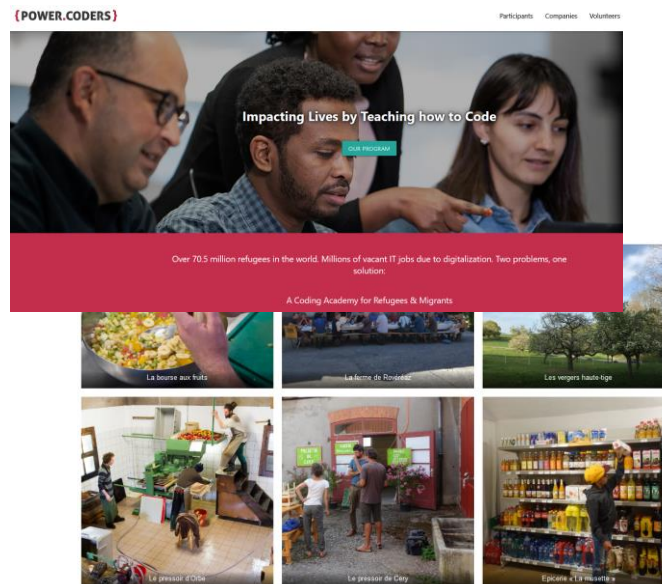 {POWER.CODERS}
Participants Companies Volunteers
Impacting Lives by Teaching how to Code
OUR PROGRAM
Over 70.5 million refugees in the world. Millions of vacant IT jobs due to digitalization. Two problems, one
solution:
A Coding Academy for Refugees & Migrants
La bourse aux fruits
La ferme de Rovéréaz
Les vergers haute-tige
Le pressoir d'Orbe
Le pressoir de Cery
Epicerie « La musette »